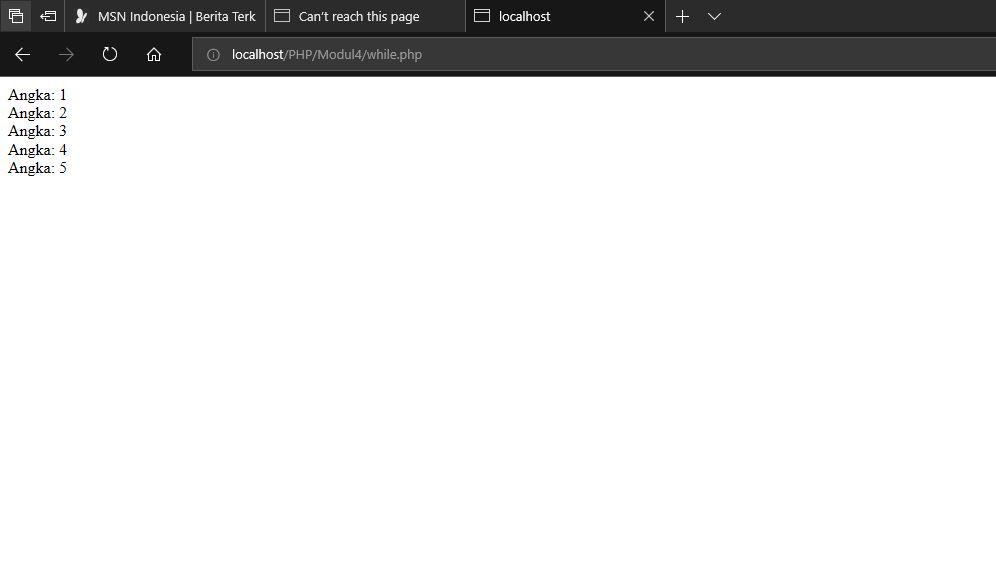 MSN Indonesia | Berita Terk
Can't reach this page
localhost
localhost/PHP/Modul4/while.php
Angka: 1
Angka: 2
Angka: 3
Angka: 4
Angka: 5